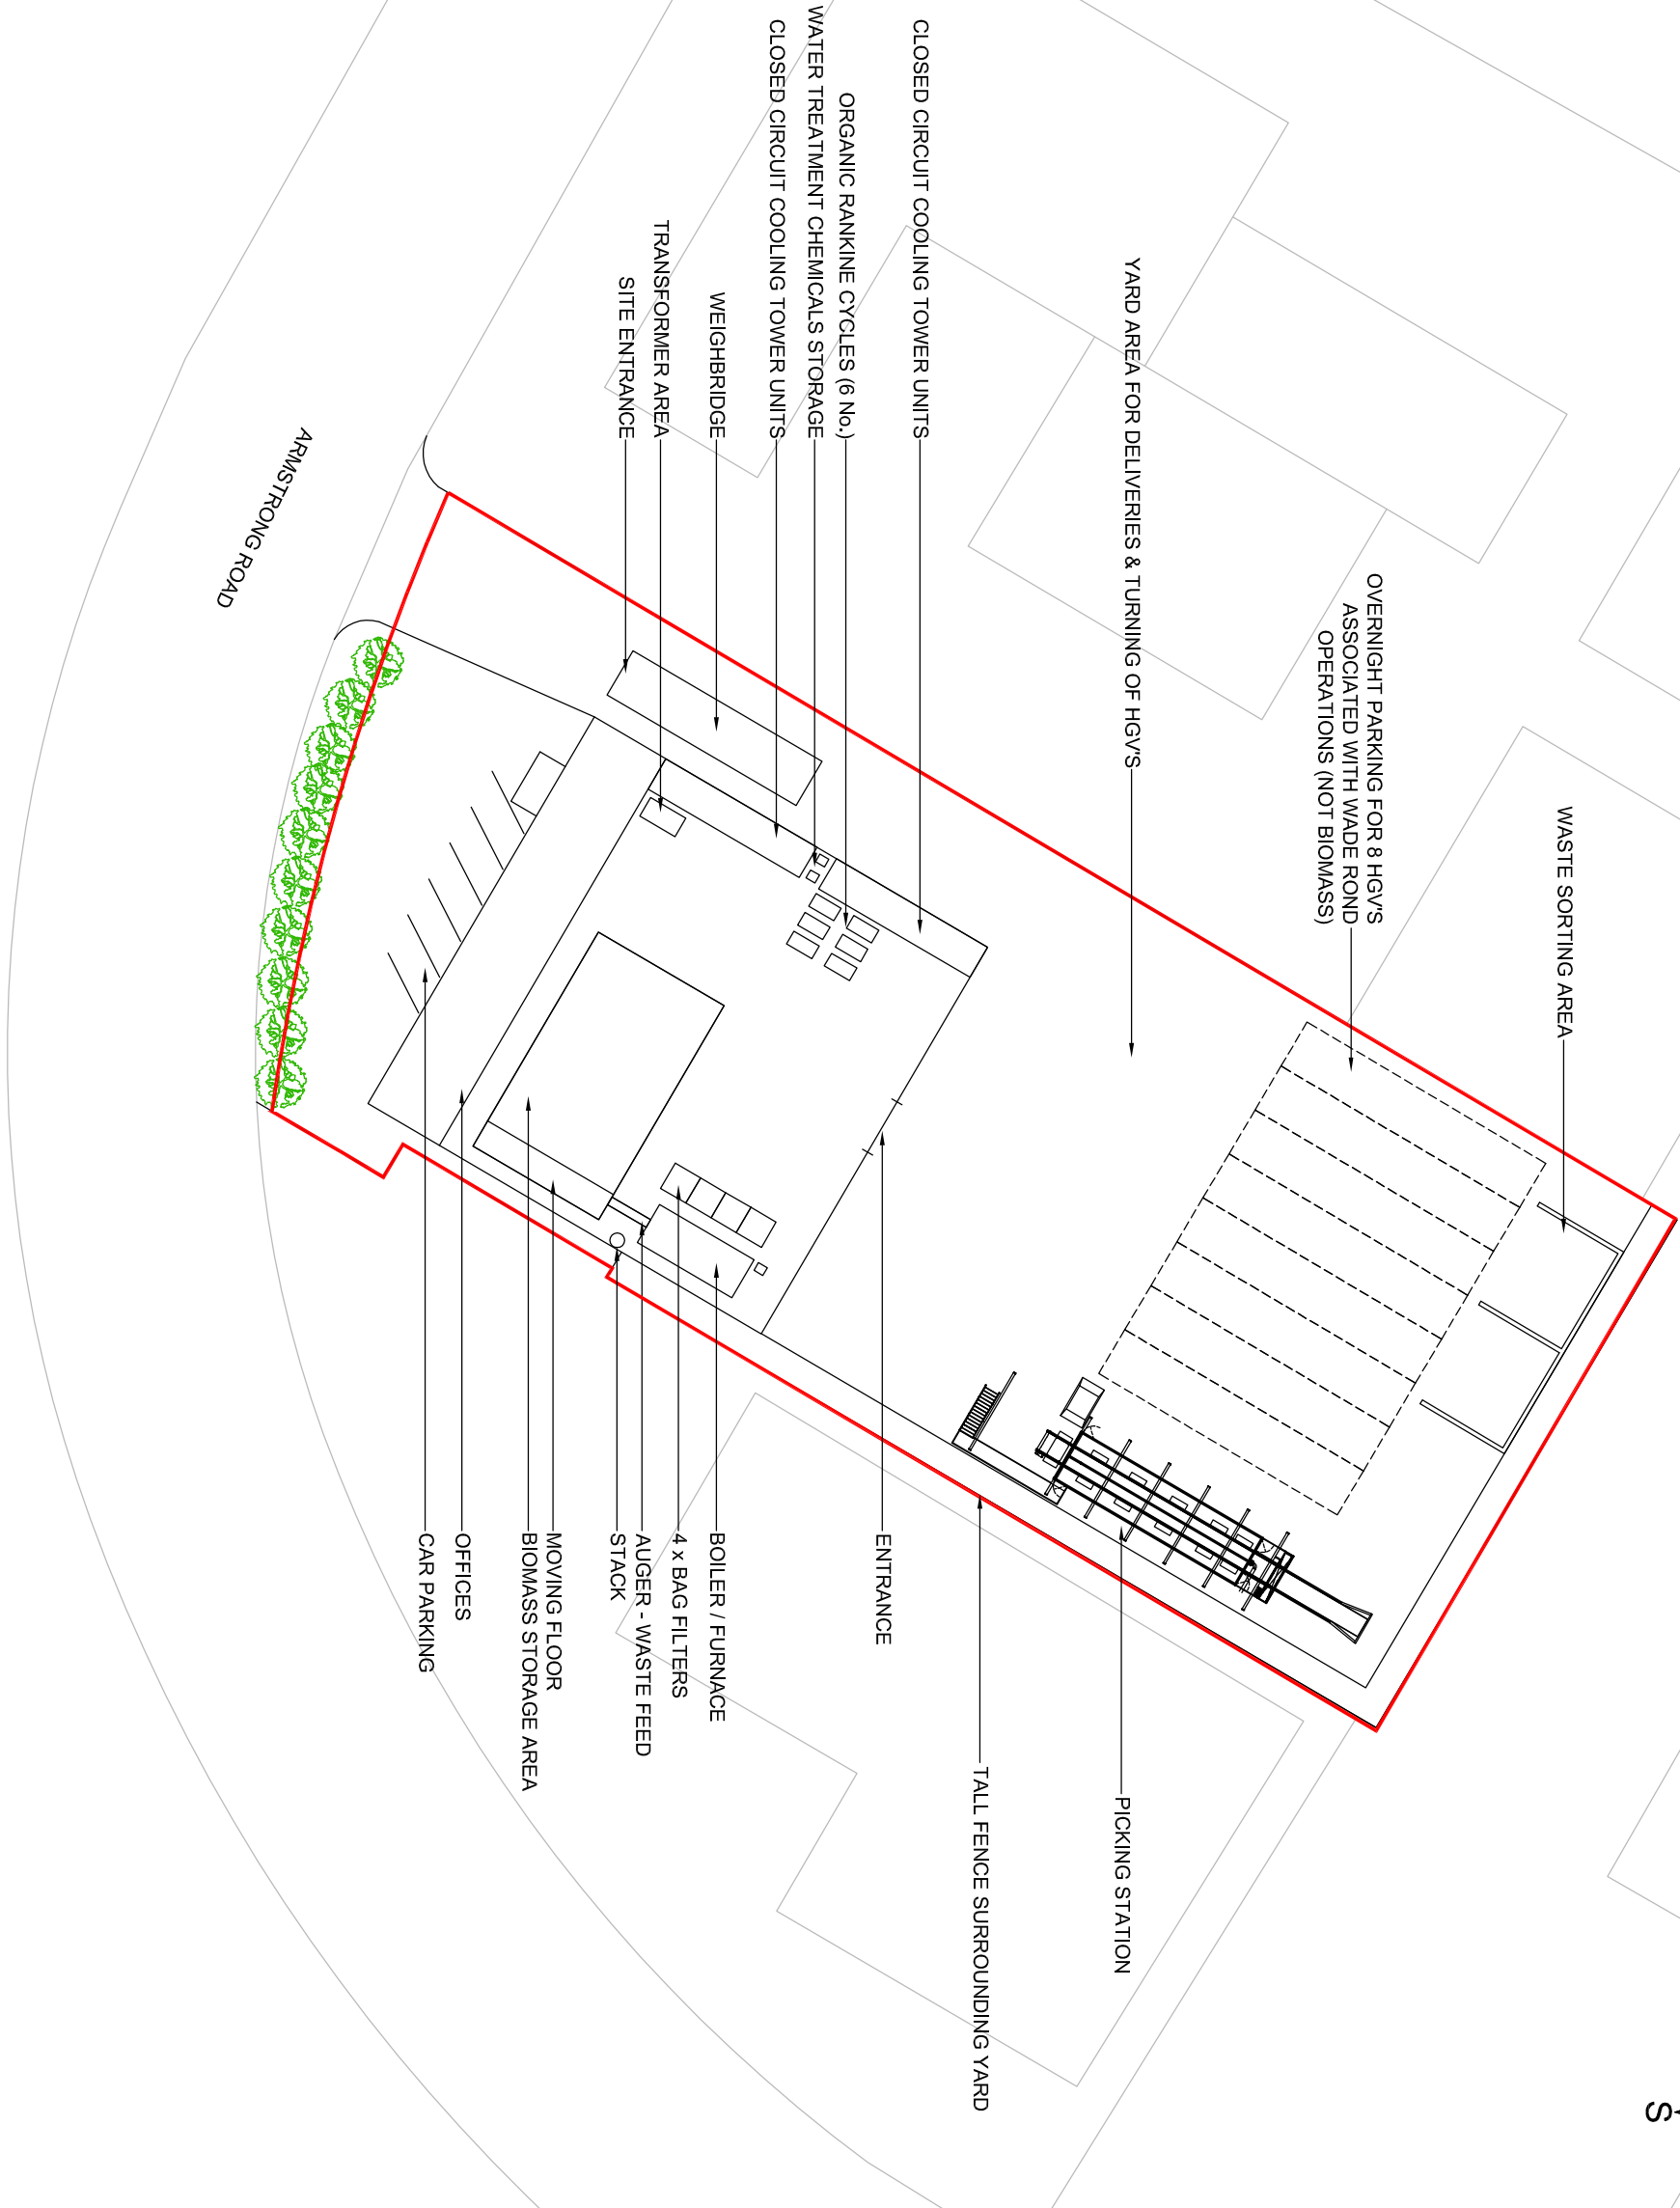 WASTE SORTING AREA
OVERNIGHT PARKING FOR 8 HGV'S
ASSOCIATED WITH WADE ROND
OPERATIONS (NOT BIOMASS)
YARD AREA FOR DELIVERIES & TURNING OF HGV'S
CLOSED CIRCUIT COOLING TOWER UNITS
ORGANIC RANKINE CYCLES (6 No.)
WATER TREATMENT CHEMICALS STORAGE
CLOSED CIRCUIT COOLING TOWER UNITS
WEIGHBRIDGE
TRANSFORMER AREA
SITE ENTRANCE
ARMSTRONG ROAD
PICKING STATION
TALL FENCE SURROUNDING YARD
ENTRANCE
BOILER / FURNACE
4 x BAG FILTERS
AUGER - WASTE FEED
STACK
MOVING FLOOR
BIOMASS STORAGE AREA
OFFICES
CAR PARKING
S